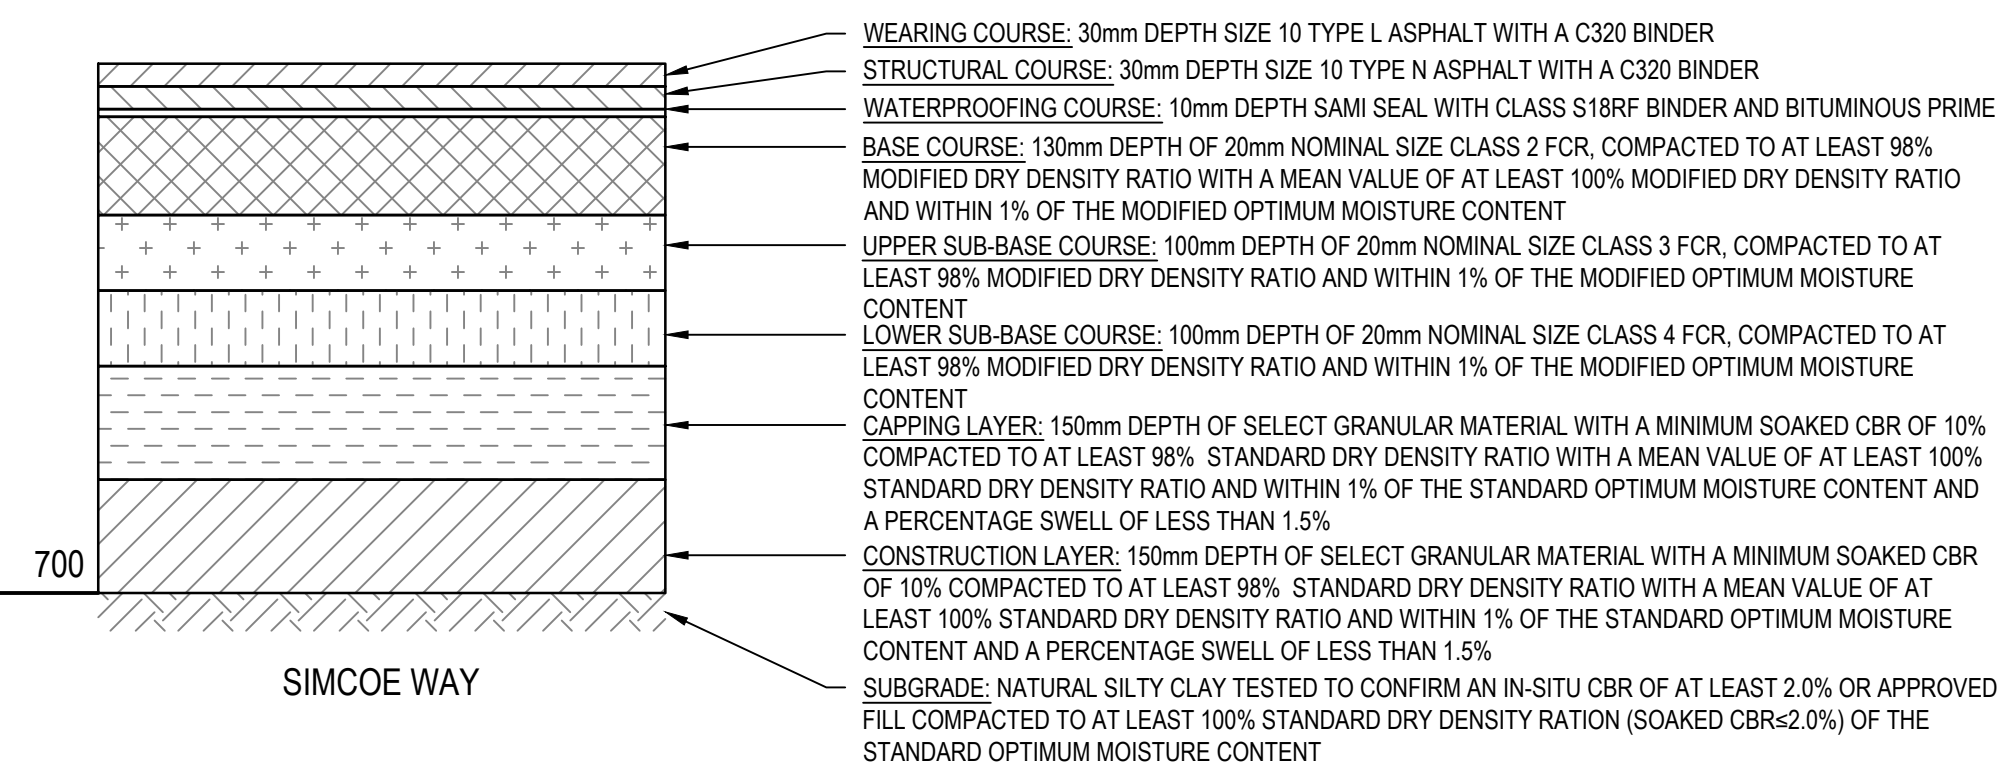 WEARING COURSE: 30mm DEPTH SIZE 10 TYPE L ASPHALT WITH A C320 BINDER
STRUCTURAL COURSE: 30mm DEPTH SIZE 10 TYPE N ASPHALT WITH A C320 BINDER
WATERPROOFING COURSE: 10mm DEPTH SAMI SEAL WITH CLASS S18RF BINDER AND BITUMINOUS PRIME
BASE COURSE: 130mm DEPTH OF 20mm NOMINAL SIZE CLASS 2 FCR, COMPACTED TO AT LEAST 98%
MODIFIED DRY DENSITY RATIO WITH A MEAN VALUE OF AT LEAST 100% MODIFIED DRY DENSITY RATIO
AND WITHIN 1% OF THE MODIFIED OPTIMUM MOISTURE CONTENT
UPPER SUB-BASE COURSE: 100mm DEPTH OF 20mm NOMINAL SIZE CLASS 3 FCR, COMPACTED TO AT
LEAST 98% MODIFIED DRY DENSITY RATIO AND WITHIN 1% OF THE MODIFIED OPTIMUM MOISTURE
CONTENT
LOWER SUB-BASE COURSE: 100mm DEPTH OF 20mm NOMINAL SIZE CLASS 4 FCR, COMPACTED TO AT
LEAST 98% MODIFIED DRY DENSITY RATIO AND WITHIN 1% OF THE MODIFIED OPTIMUM MOISTURE
CONTENT
CAPPING LAYER: 150mm DEPTH OF SELECT GRANULAR MATERIAL WITH A MINIMUM SOAKED CBR OF 10%
COMPACTED TO AT LEAST 98% STANDARD DRY DENSITY RATIO WITH A MEAN VALUE OF AT LEAST 100%
STANDARD DRY DENSITY RATIO AND WITHIN 1% OF THE STANDARD OPTIMUM MOISTURE CONTENT AND
A PERCENTAGE SWELL OF LESS THAN 1.5%
CONSTRUCTION LAYER: 150mm DEPTH OF SELECT GRANULAR MATERIAL WITH A MINIMUM SOAKED CBR
OF 10% COMPACTED TO AT LEAST 98% STANDARD DRY DENSITY RATIO WITH A MEAN VALUE OF AT
LEAST 100% STANDARD DRY DENSITY RATIO AND WITHIN 1% OF THE STANDARD OPTIMUM MOISTURE
CONTENT AND A PERCENTAGE SWELL OF LESS THAN 1.5%
SUBGRADE: NATURAL SILTY CLAY TESTED TO CONFIRM AN IN-SITU CBR OF AT LEAST 2.0% OR APPROVED
FILL COMPACTED TO AT LEAST 100% STANDARD DRY DENSITY RATION (SOAKED CBR≤2.0%) OF THE
STANDARD OPTIMUM MOISTURE CONTENT
700
SIMCOE WAY